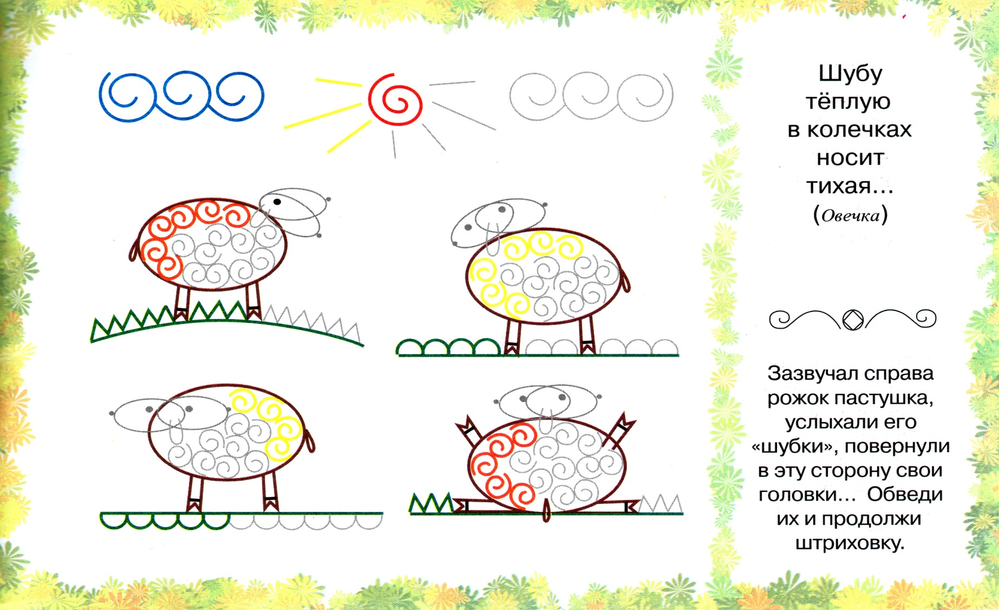 Шубу
тёплую
в колечках
носит
тихая...
(Овечка)
Зазвучал справа
рожок пастушка,
услыхали его
«шубки», повернули
в эту сторону свои
головки... Обведи
их и продолжи
штриховку.